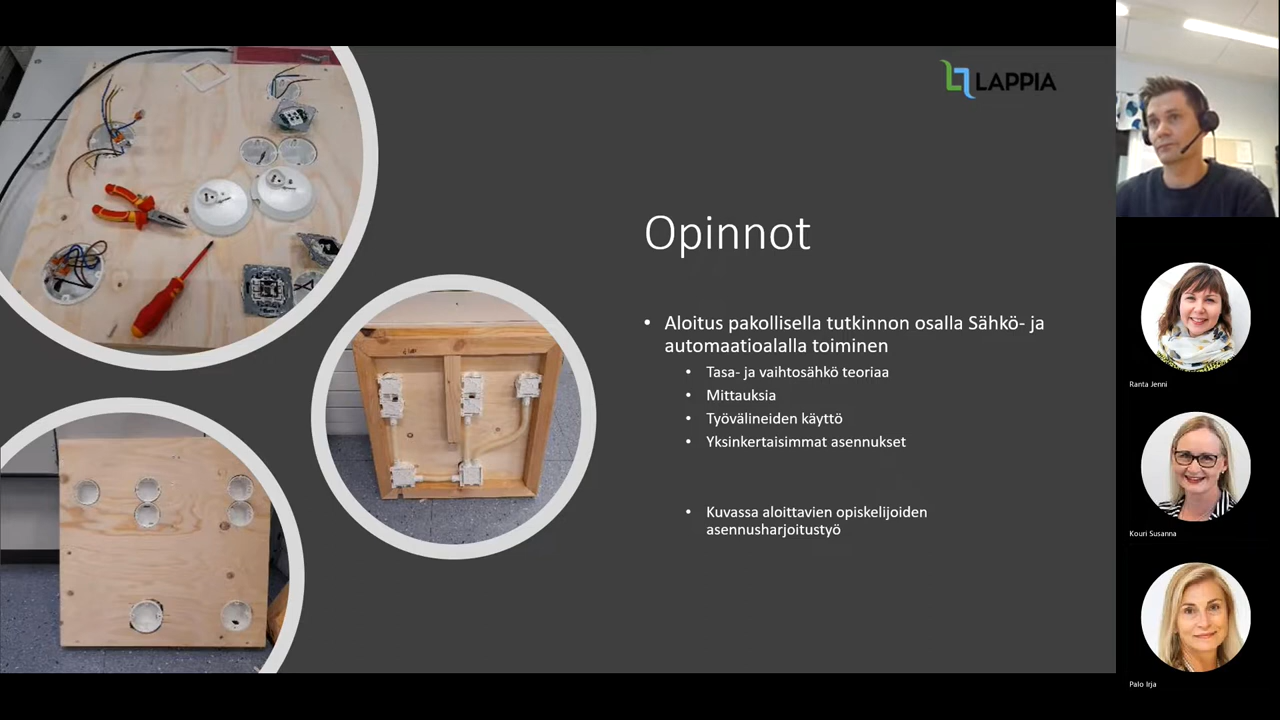 LAPPIA
Opinnot
• Aloitus pakollisella tutkinnon osalla Sähkö- ja
automaatioalalla toiminen
• Tasa- ja vaihtosähkö teoriaa
• Mittauksia
• Työvälineiden käyttö
• Yksinkertaisimmat asennukset
• Kuvassa aloittavien opiskelijoiden
asennusharjoitustyö
Ranta Jenni
Kouri Susanna
Palo Irja